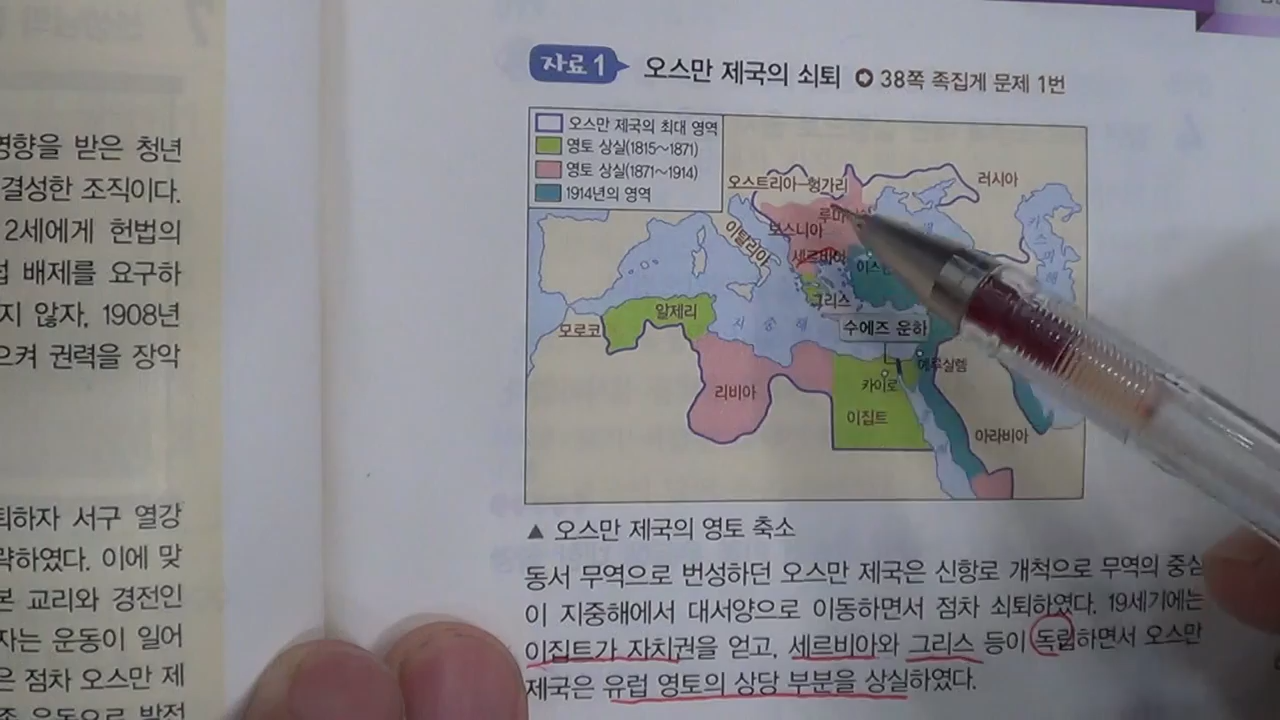 영향을 받은 청년
결성한 조직이다.
2세에게 헌법의
배제를 요구하
지 않자, 1908년
으켜 권력을 장악
퇴하자 서구 열강
략하였다. 이에 맞
본 교리와 경전인
자는 운동이 일어
은 점차 오스만 제
자료 1 오스만 제국의 쇠퇴 38쪽 족집게 문제 1번
오스만 제국의 최대 영역
영토 상실(1815~1871)
영토 상실(1871~1914)
1914년의 영역
오스트리아-헝가리
러시아
보스니아
이탈리아
세르비아
카스피해
그리스
알제리
모로코
지중해
수에즈 운하
예루살렘
카이로
리비아
이집트
아라비아
▲ 오스만 제국의 영토 축소
동서 무역으로 번성하던 오스만 제국은 신항로 개척으로 무역의 중심
이 지중해에서 대서양으로 이동하면서 점차 쇠퇴하였다. 19세기에는
이집트가 자치권을 얻고, 세르비아와 그리스 등이 독립하면서 오스만
제국은 유럽 영토의 상당 부분을 상실하였다.